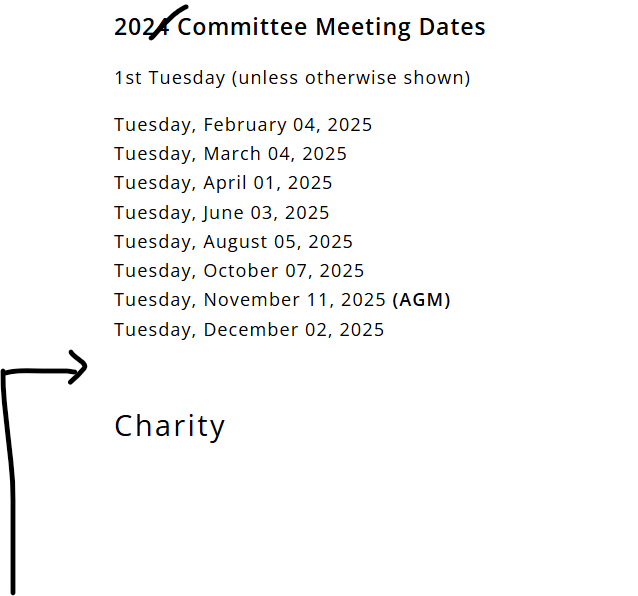 2024 Committee Meeting Dates
1st Tuesday (unless otherwise shown)
Tuesday, February 04, 2025
Tuesday, March 04, 2025
Tuesday, April 01, 2025
Tuesday, June 03, 2025
Tuesday, August 05, 2025
Tuesday, October 07, 2025
Tuesday, November 11, 2025 (AGM)
Tuesday, December 02, 2025
Charity